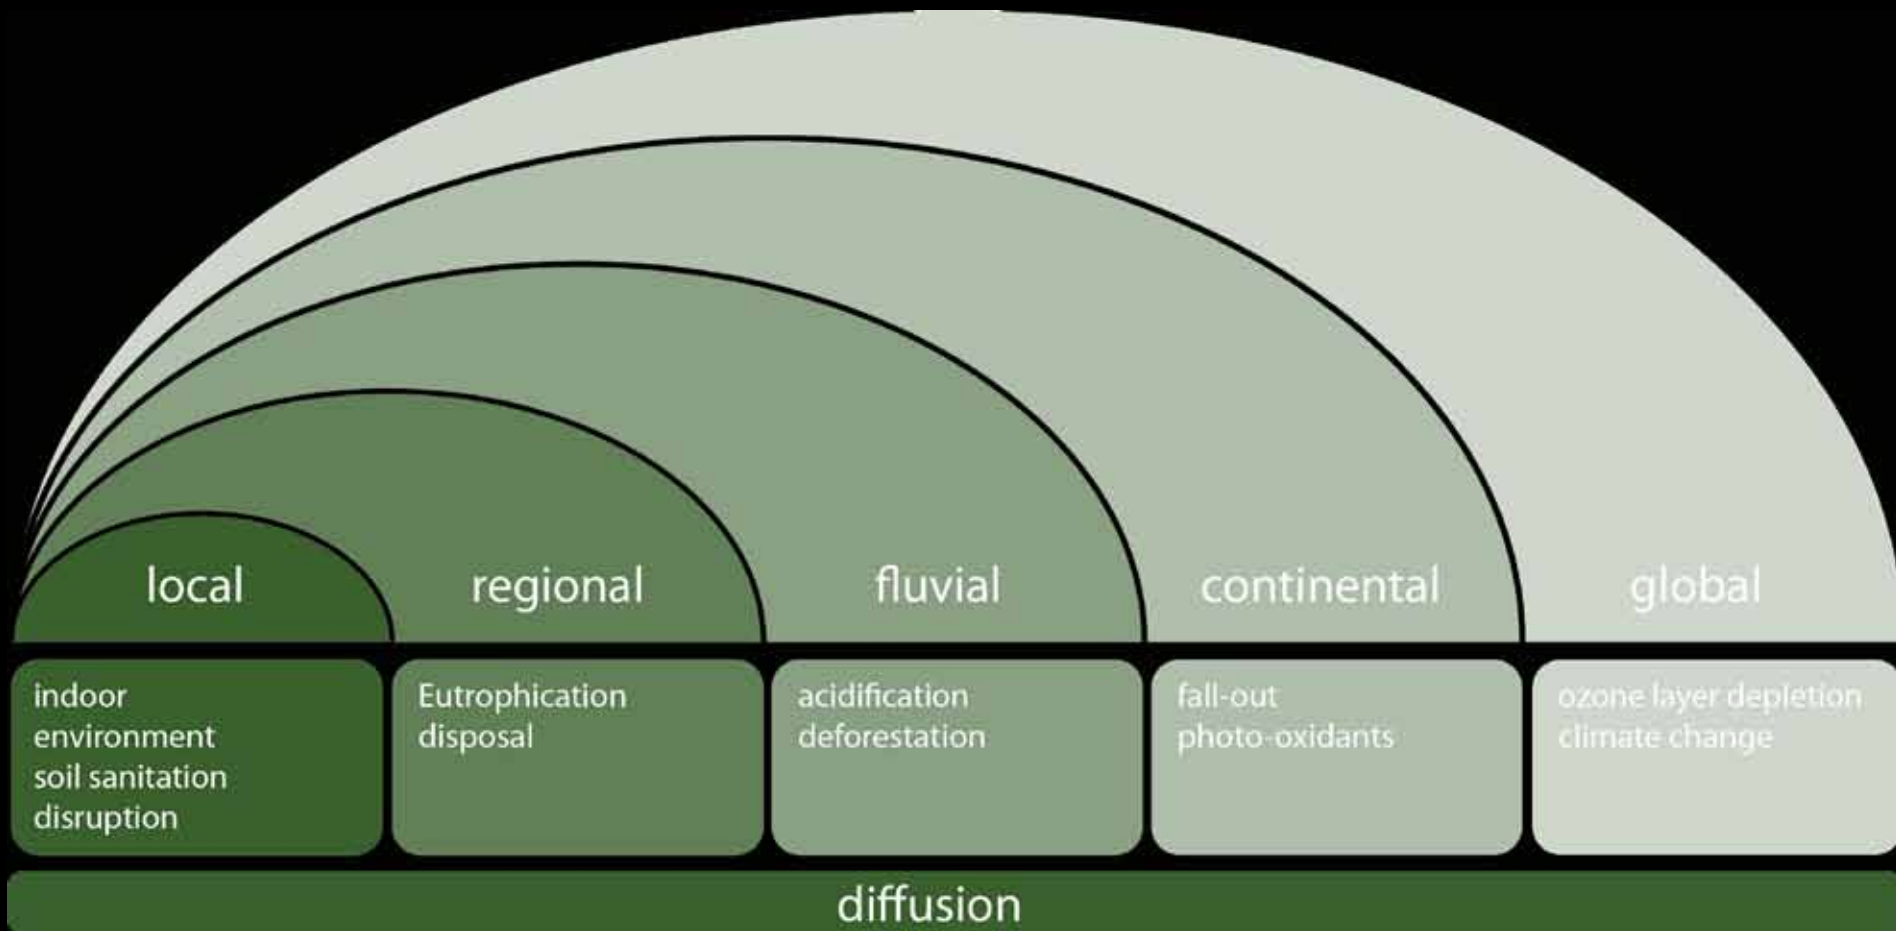 local
regional
fluvial
continental
global
indoor
environment
soil sanitation
disruption
Eutrophication
disposal
acidification
deforestation
fall-out
photo-oxidants
ozone layer depletion
climate change
diffusion